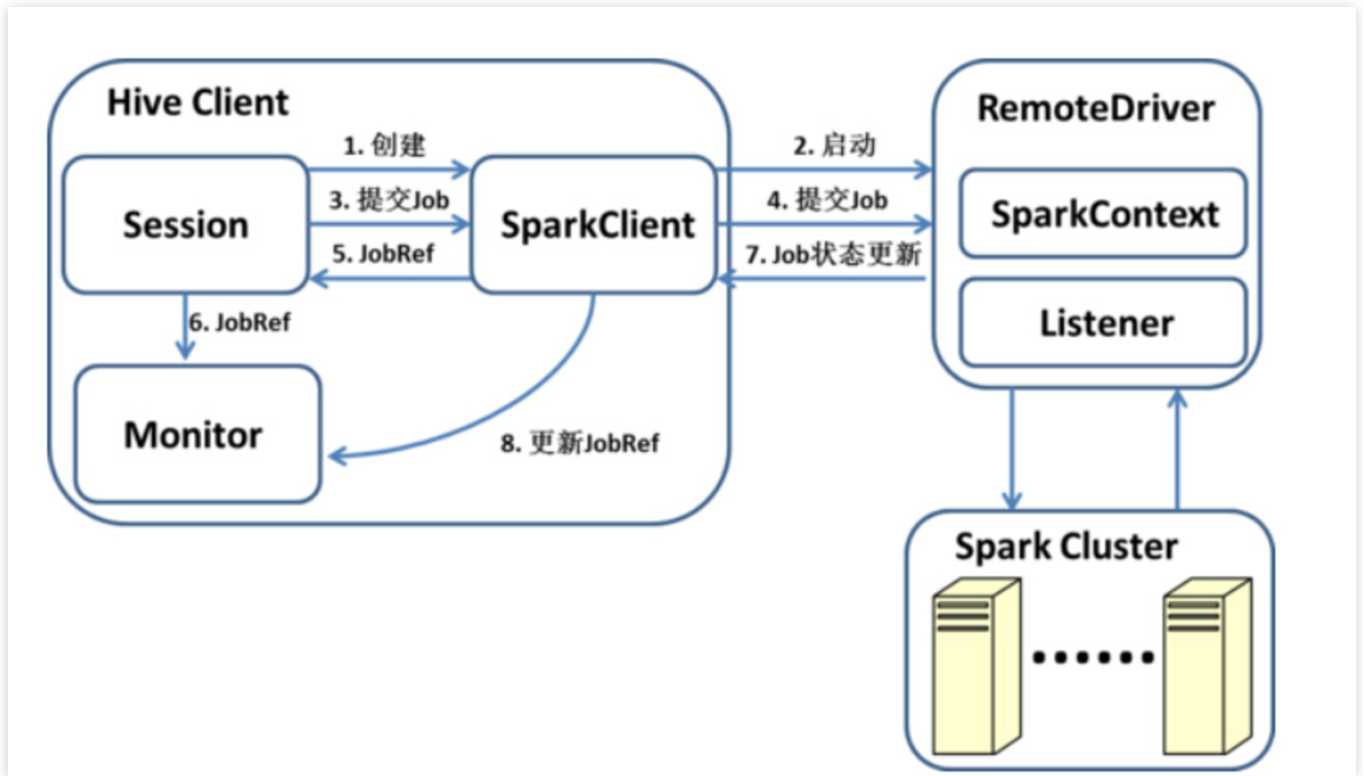 Hive Client
RemoteDriver
1. 创建
2. 启动
Session
3. 提交Job
SparkClient
4. 提交Job
SparkContext
5. JobRef
7. Job状态更新
6. JobRef
Listener
Monitor
8. 更新JobRef
Spark Cluster